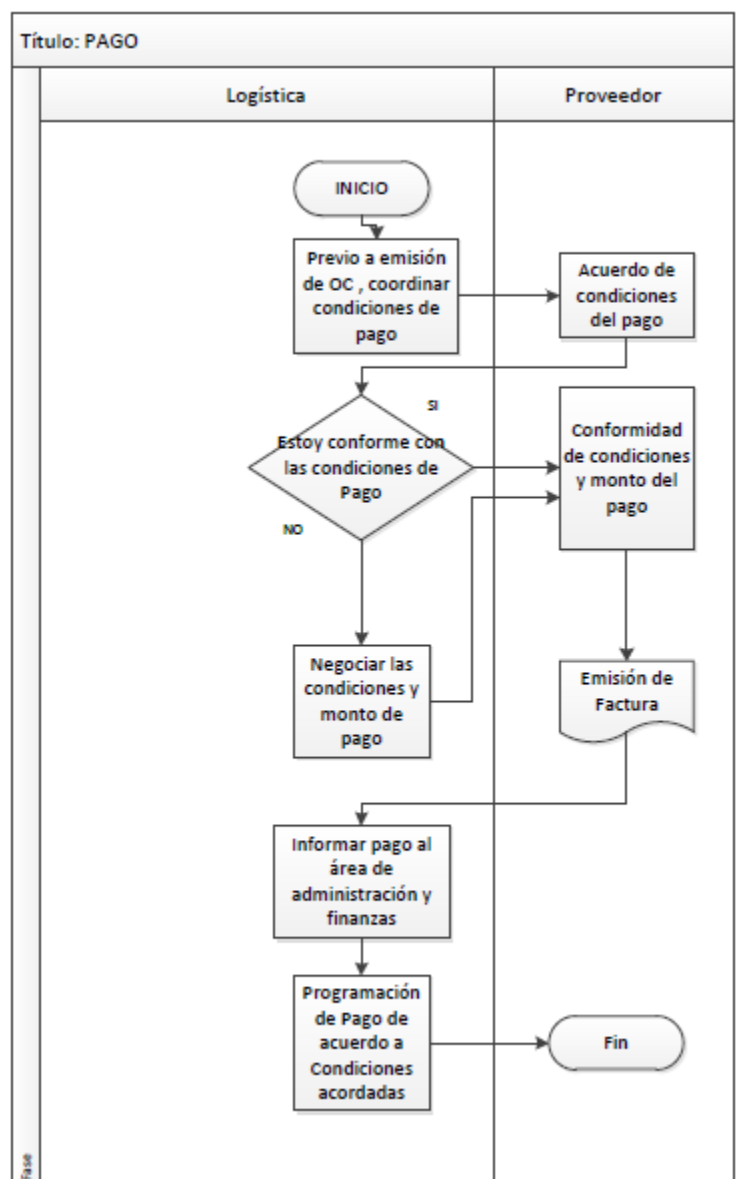 Título: PAGO
Logística
Proveedor
INICIO
Previo a emisión
de OC , coordinar
condiciones de
pago
Acuerdo de
condiciones
del pago
SI
Estoy conforme con
las condiciones de
Pago
NO
Conformidad
de condiciones
y monto del
pago
Negociar las
condiciones y
monto de
pago
Emisión de
Factura
Informar pago al
área de
administración y
finanzas
Programación
de Pago de
acuerdo a
Condiciones
acordadas
Fin
Fase